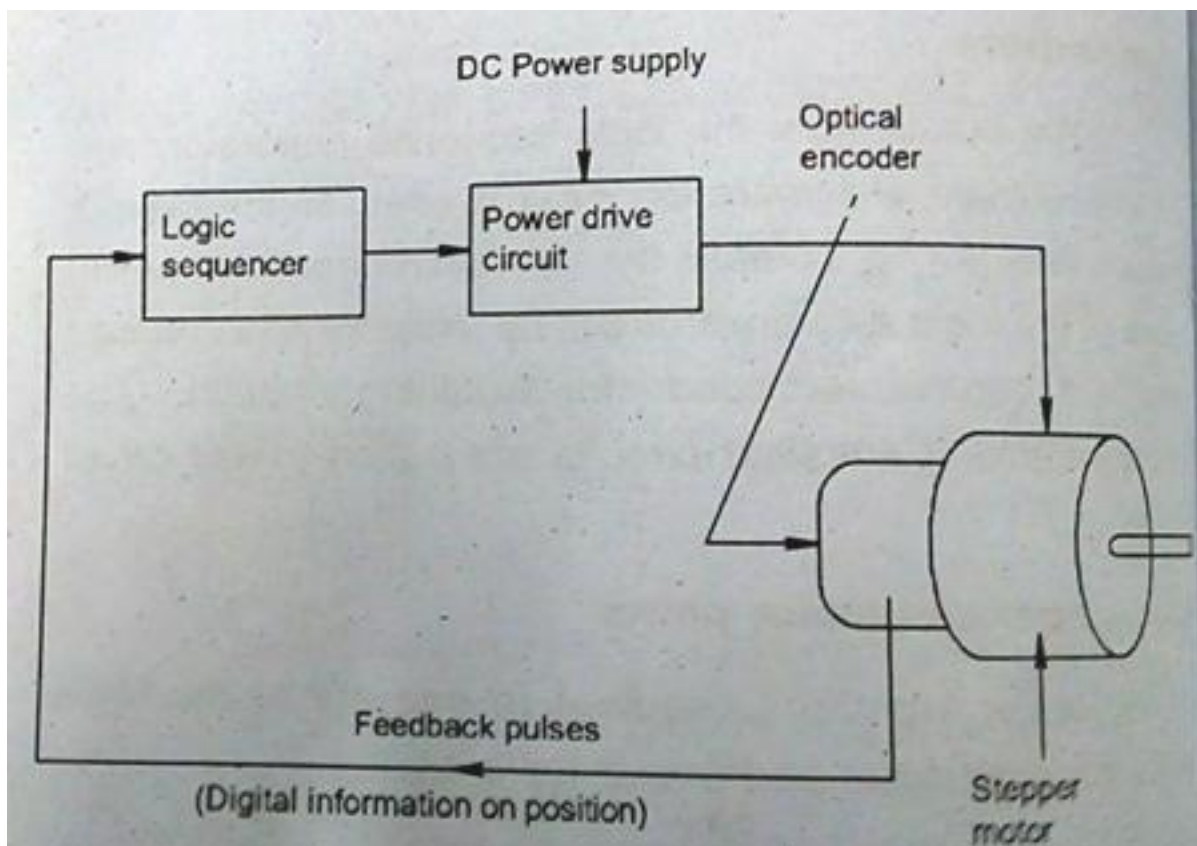 DC Power supply
Optical
encoder
Logic
sequencer
Power drive
circuit
Feedback pulses
(Digital information on position)
Stepper
motor